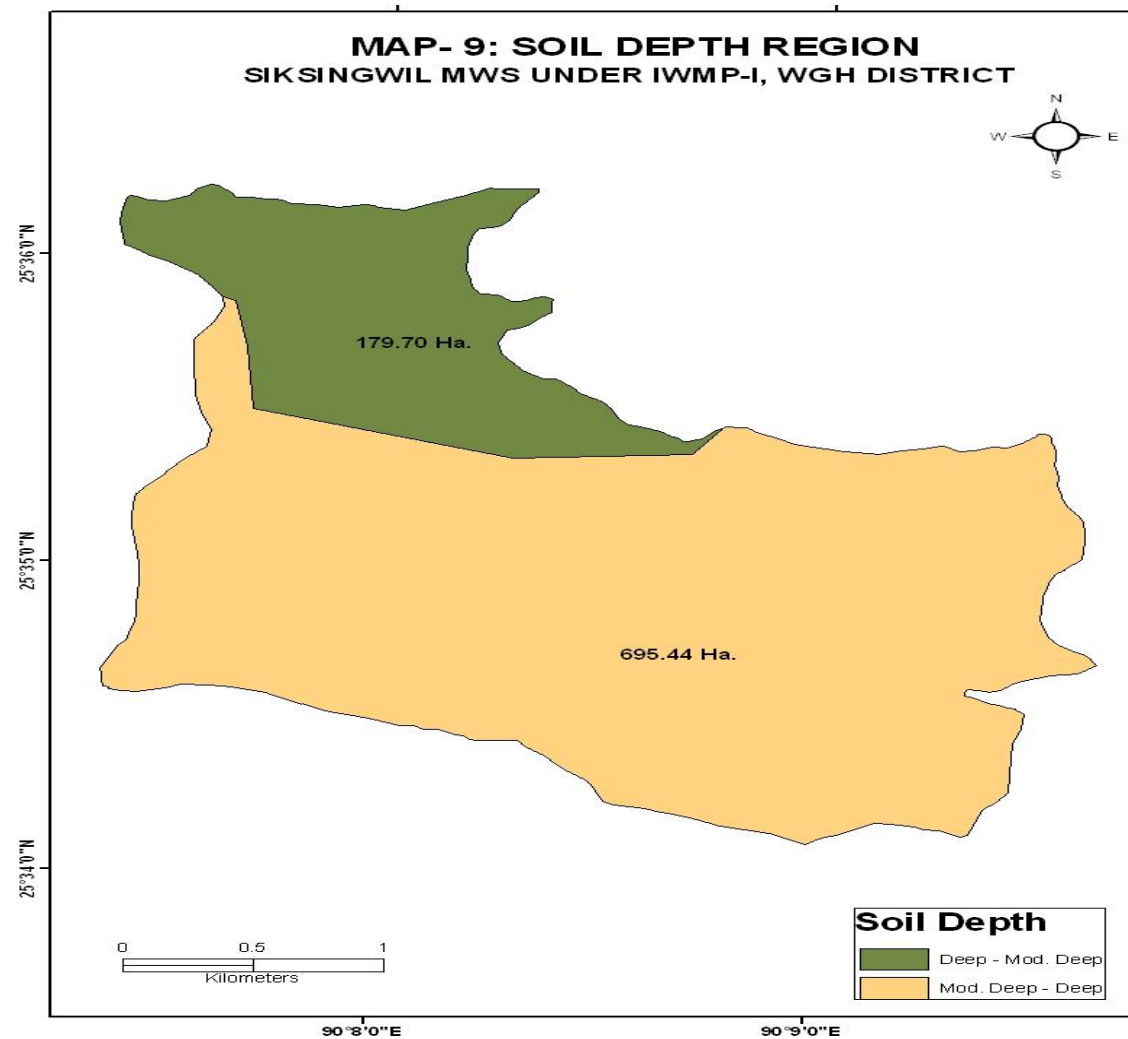 MAP- 9: SOIL DEPTH REGION
SIKSINGWIL MWS UNDER IWMP-I, WGH DISTRICT
N
W E
S
25°36'0"N
179.70 Ha.
25°35'0"N
695.44 Ha.
25°34'0"N
0 0.5 1
Kilometers
Soil Depth
Deep - Mod. Deep
Mod. Deep - Deep
90°8'0"E 90°9'0"E